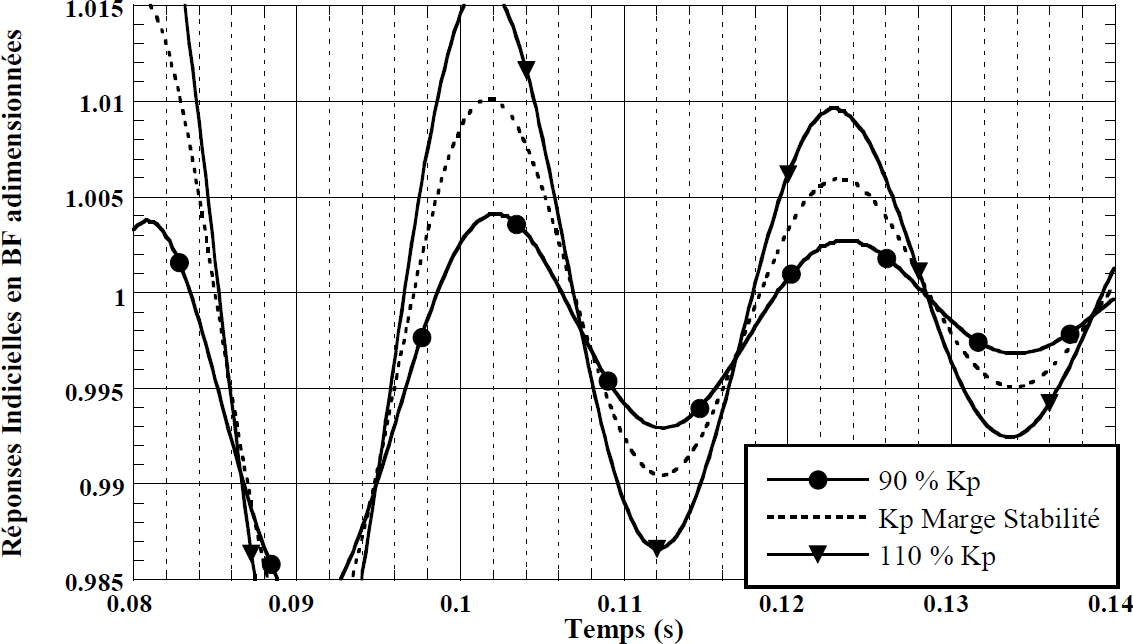 Réponses Indicielles en BF adimensionnées
1.015
1.01
1.005
1
0.995
0.99
0.985
90 % Kp
Kp Marge Stabilité
110 % Kp
0.08
0.09
0.1
0.11
0.12
0.13
0.14
Temps (s)